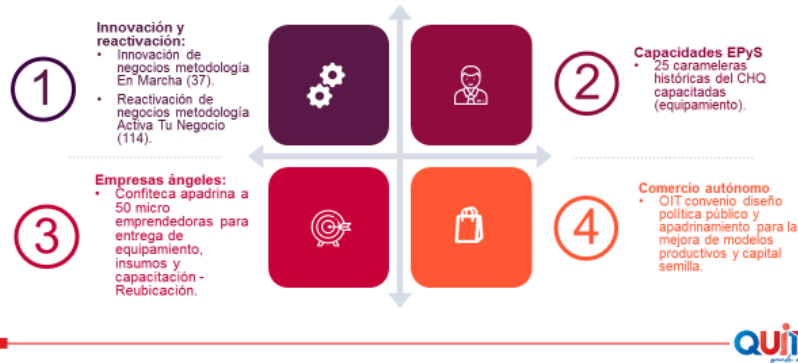 Innovación y
reactivación:
• Innovación de
negocios metodología
En Marcha (37).
• Reactivación de
negocios metodología
Activa Tu Negocio
(114).
1
Capacidades EPyS
• 25 carameleras
históricas del CHQ
capacitadas
(equipamiento).
2
Empresas ángeles:
• Confiteca apadrina a
50 micro
emprendedoras para
entrega de
equipamiento,
insumos y
capacitación -
Reubicación.
3
Comercio autónomo
• OIT convenio diseño
política público y
apadrinamiento para la
mejora de modelos
productivos y capital
semilla.
4